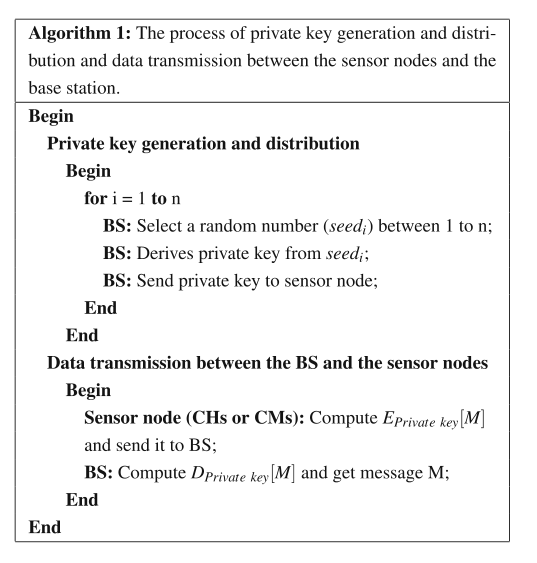 Algorithm 1: The process of private key generation and distri-
bution and data transmission between the sensor nodes and the
base station.
Begin
Private key generation and distribution
Begin
for i = 1 to n
BS: Select a random number (seed_i) between 1 to n;
BS: Derives private key from seed_i;
BS: Send private key to sensor node;
End
End
Data transmission between the BS and the sensor nodes
Begin
Sensor node (CHs or CMs): Compute E_{Private key}[M]
and send it to BS;
BS: Compute D_{Private key}[M] and get message M;
End
End